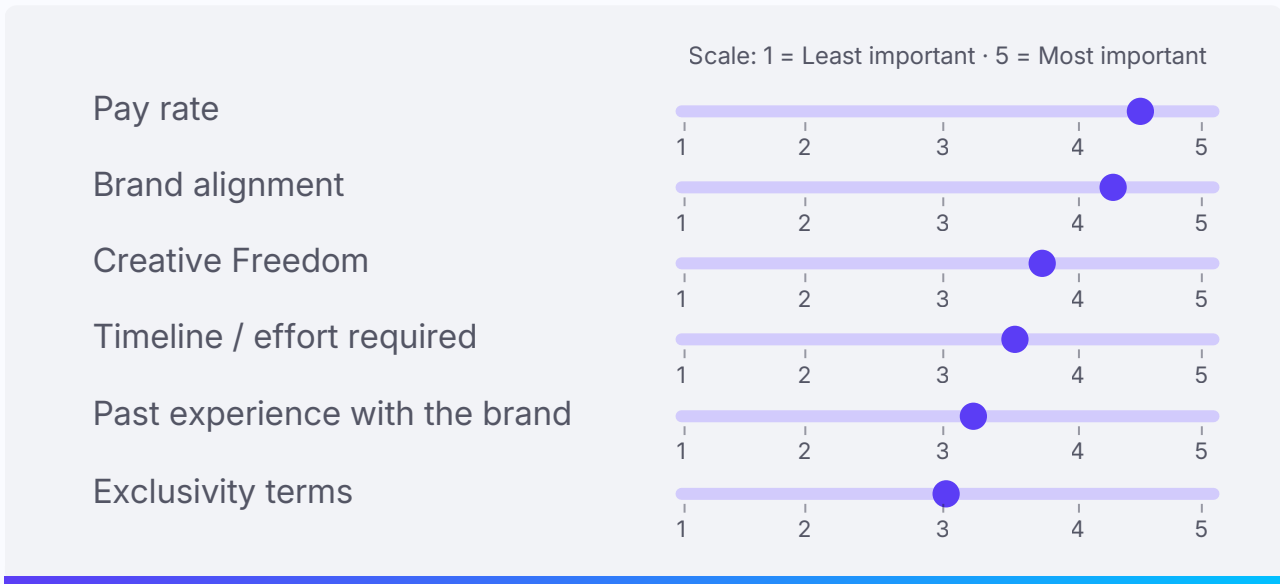 Scale: 1 = Least important · 5 = Most important
Pay rate
1 2 3 4 5
Brand alignment
1 2 3 4 5
Creative Freedom
1 2 3 4 5
Timeline / effort required
1 2 3 4 5
Past experience with the brand
1 2 3 4 5
Exclusivity terms
1 2 3 4 5